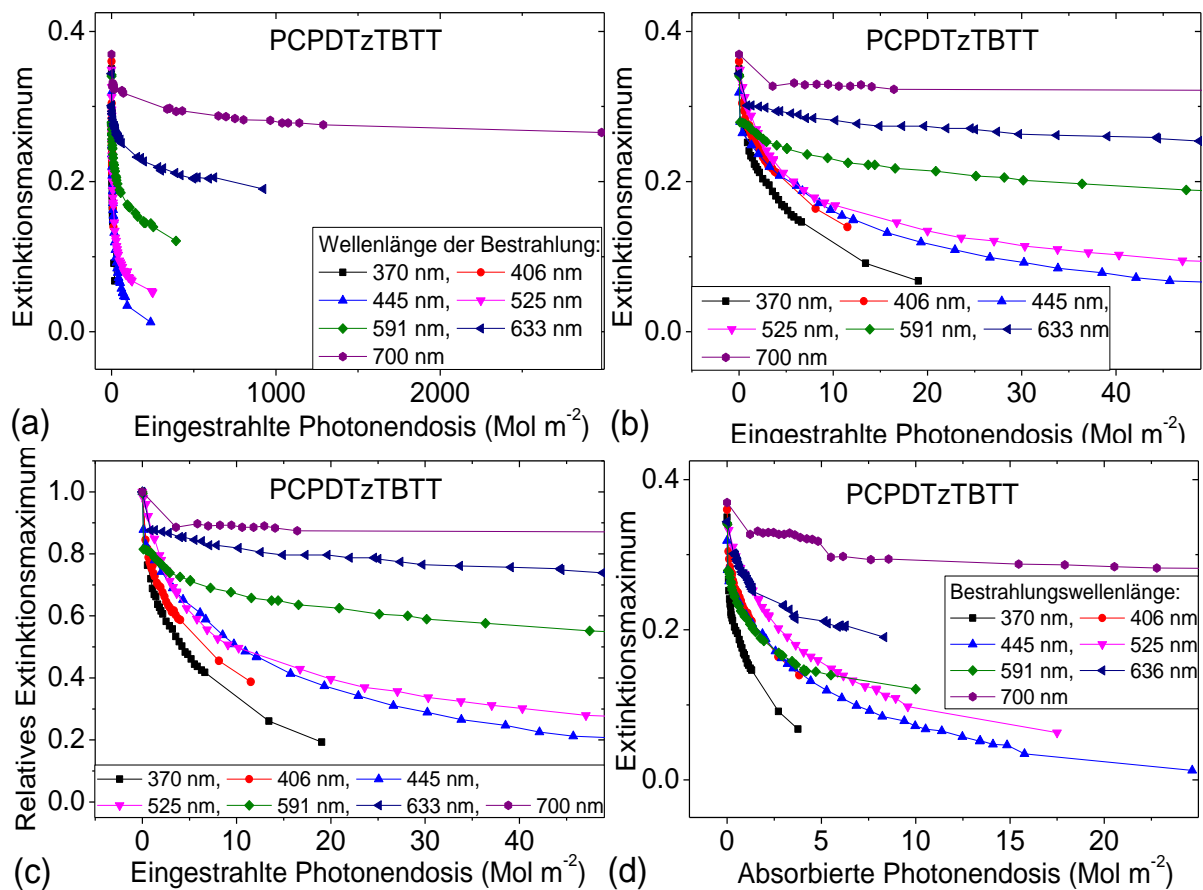 PCPDTzTBTT
Extinktionsmaximum
0.4
0.2
0.0
Wellenlänge der Bestrahlung:
370 nm, 406 nm
445 nm, 525 nm
591 nm, 633 nm
700 nm
0 1000 2000
(a) Eingestrahlte Photonendosis (Mol m-2)
PCPDTzTBTT
Extinktionsmaximum
0.4
0.2
0.0
370 nm, 406 nm, 445 nm,
525 nm, 591 nm, 633 nm
700 nm
0 10 20 30 40
(b) Eingestrahlte Photonendosis (Mol m-2)
PCPDTzTBTT
Relatives Extinktionsmaximum
1.0
0.8
0.6
0.4
0.2
0.0
370 nm, 406 nm, 445 nm,
525 nm, 591 nm, 633 nm, 700 nm
0 10 20 30 40
(c) Eingestrahlte Photonendosis (Mol m-2)
PCPDTzTBTT
Extinktionsmaximum
0.4
0.2
0.0
Bestrahlungswellenlänge:
370 nm, 406 nm
445 nm, 525 nm
591 nm, 636 nm
700 nm
0 5 10 15 20
(d) Absorbierte Photonendosis (Mol m-2)